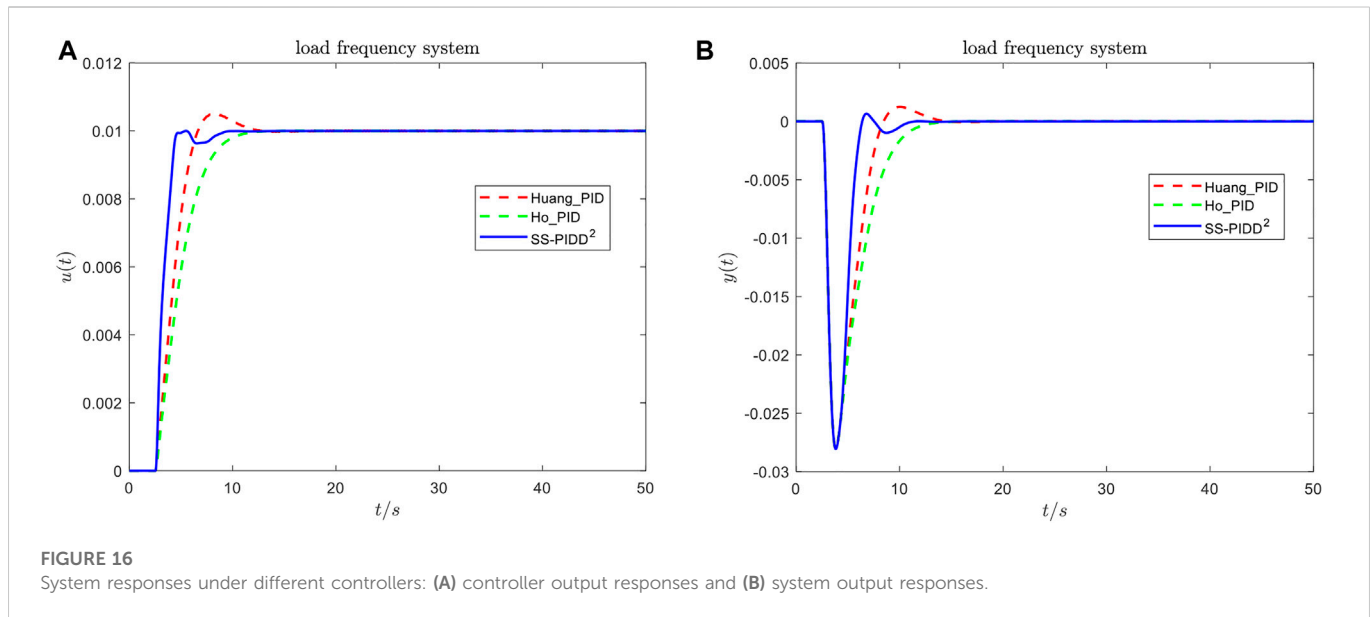 A
load frequency system
0.012
0.01
0.008
0.006
0.004
0.002
0
u(t)
Huang_PID
Ho_PID
SS-PIDD²
0 10 20 30 40 50
t/s
B
load frequency system
0.005
0
-0.005
-0.01
-0.015
-0.02
-0.025
-0.03
y(t)
Huang_PID
Ho_PID
SS-PIDD²
0 10 20 30 40 50
t/s
FIGURE 16
System responses under different controllers: (A) controller output responses and (B) system output responses.